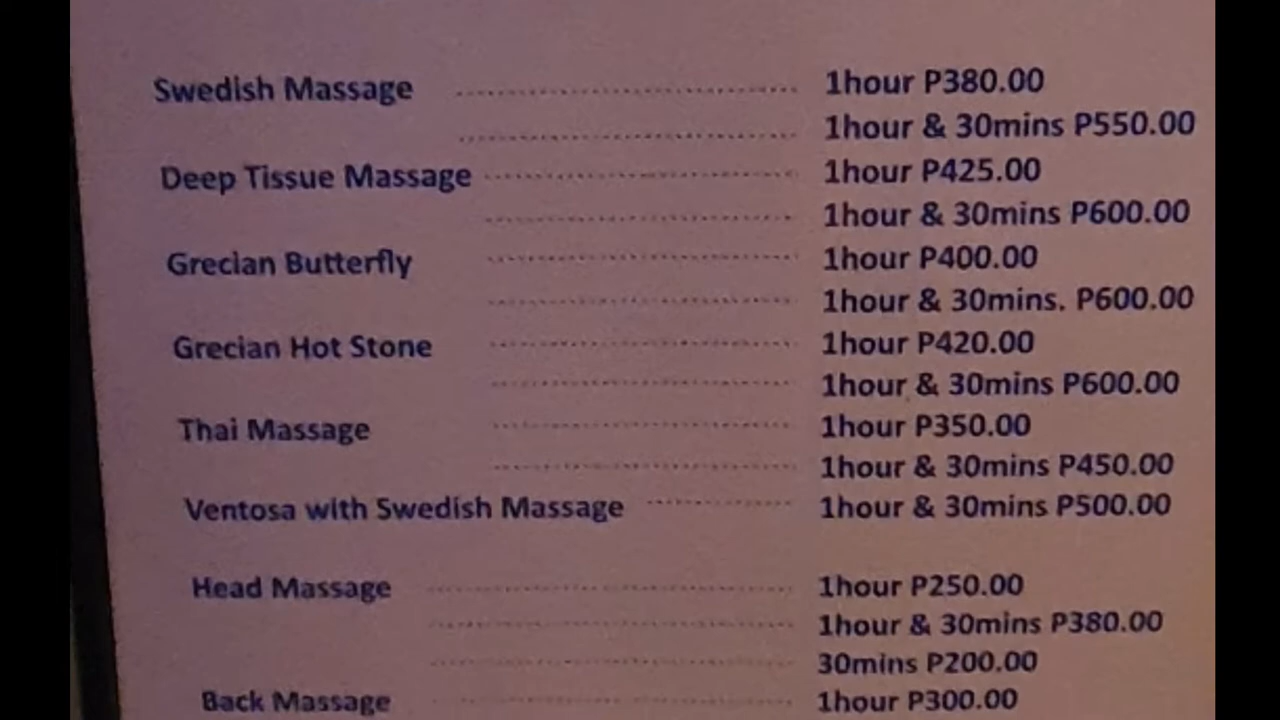 Swedish Massage ........................ 1hour P380.00
........................ 1hour & 30mins P550.00
Deep Tissue Massage ........................ 1hour P425.00
........................ 1hour & 30mins P600.00
Grecian Butterfly ........................ 1hour P400.00
........................ 1hour & 30mins. P600.00
Grecian Hot Stone ........................ 1hour P420.00
........................ 1hour & 30mins P600.00
Thai Massage ........................ 1hour P350.00
........................ 1hour & 30mins P450.00
Ventosa with Swedish Massage ............ 1hour & 30mins P500.00
Head Massage ........................ 1hour P250.00
........................ 1hour & 30mins P380.00
........................ 30mins P200.00
Back Massage ........................ 1hour P300.00